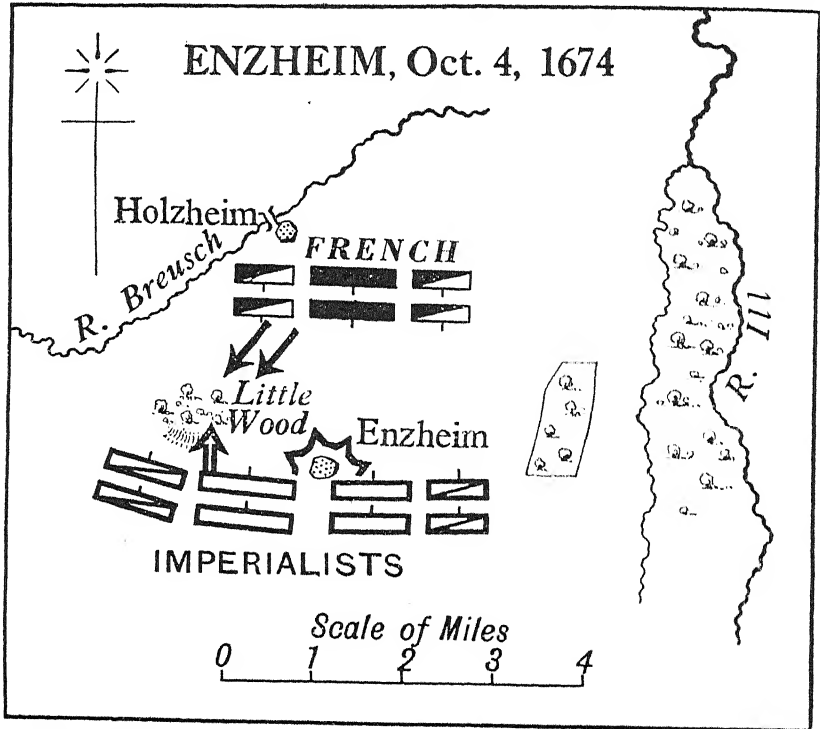 ENZHEIM, Oct. 4, 1674
Holzheim
FRENCH
R. Breusch
R. Ill
Little
Wood
Enzheim
IMPERIALISTS
Scale of Miles
0 1 2 3 4